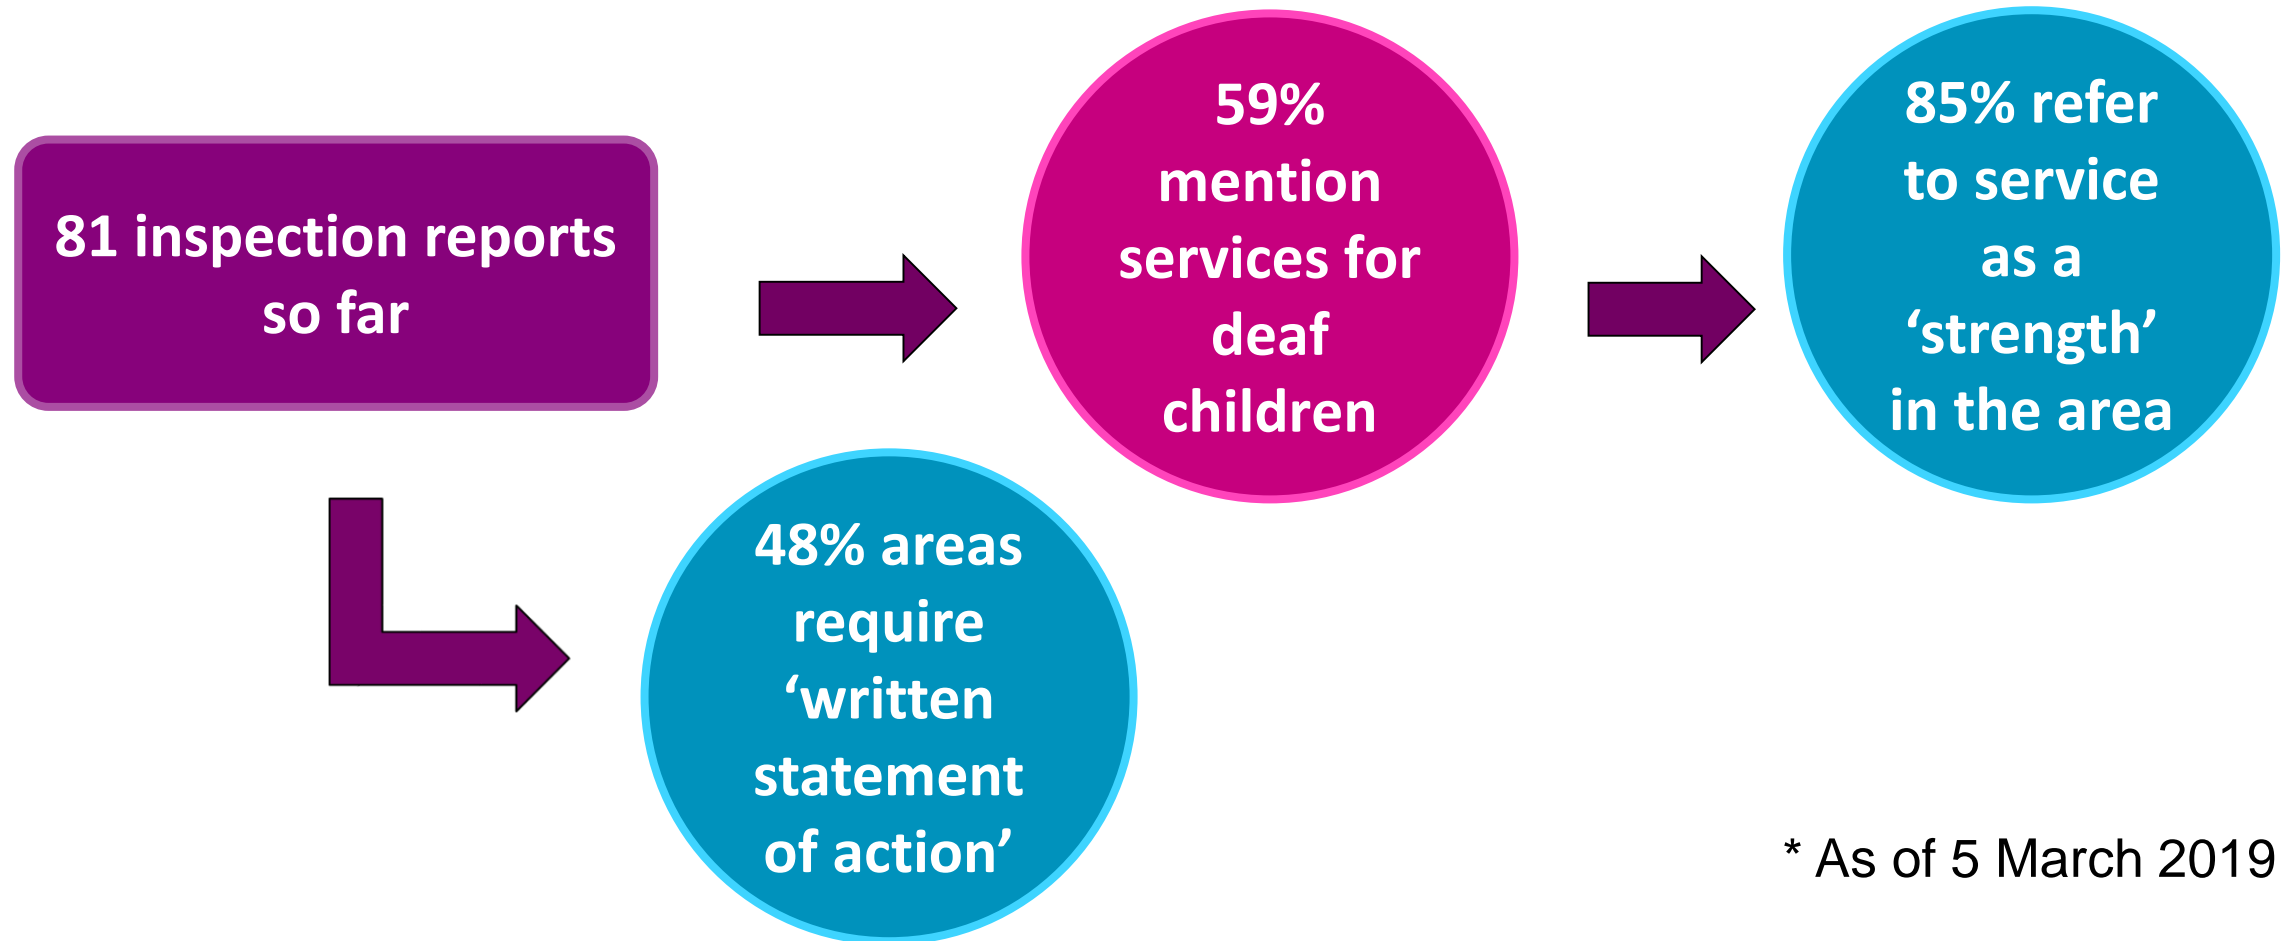 81 inspection reports
so far
59%
mention
services for
deaf
children
85% refer
to service
as a
‘strength’
in the area
48% areas
require
‘written
statement
of action’
* As of 5 March 2019